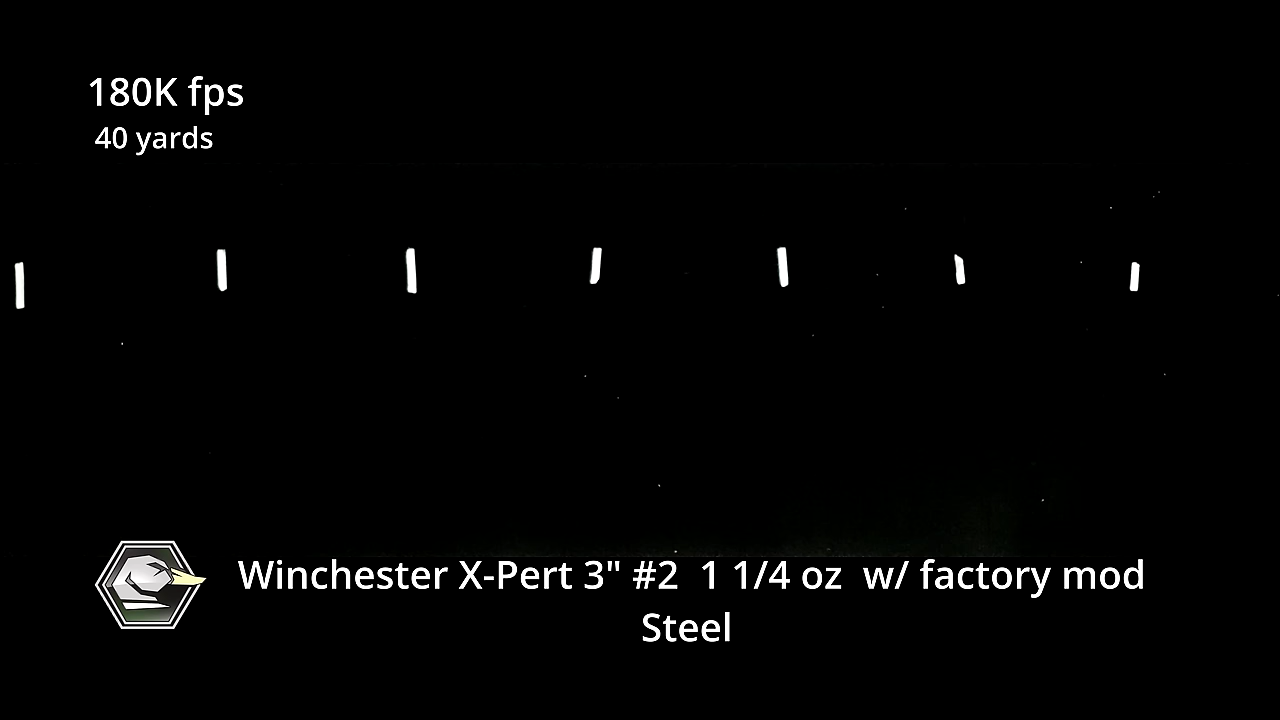 180K fps
40 yards
Winchester X-Pert 3" #2  1 1/4 oz  w/ factory mod
Steel